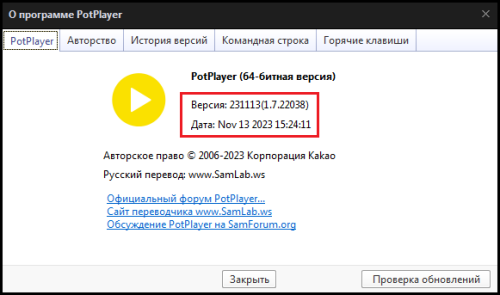 О программе PotPlayer
PotPlayer Авторство История версий Командная строка Горячие клавиши
PotPlayer (64-битная версия)
Версия: 231113(1.7.22038)
Дата: Nov 13 2023 15:24:11
Авторское право © 2006-2023 Корпорация Kakao
Русский перевод: www.SamLab.ws
Официальный форум PotPlayer...
Сайт переводчика www.SamLab.ws
Обсуждение PotPlayer на SamForum.org
Закрыть Проверка обновлений